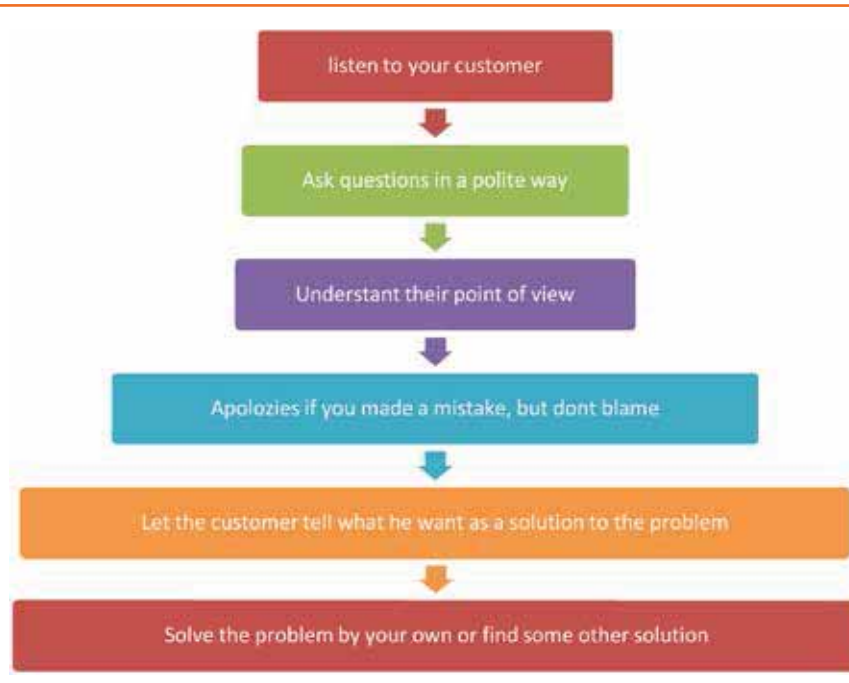 listen to your customer
Ask questions in a polite way
Understant their point of view
Apolozies if you made a mistake, but dont blame
Let the customer tell what he want as a solution to the problem
Solve the problem by your own or find some other solution